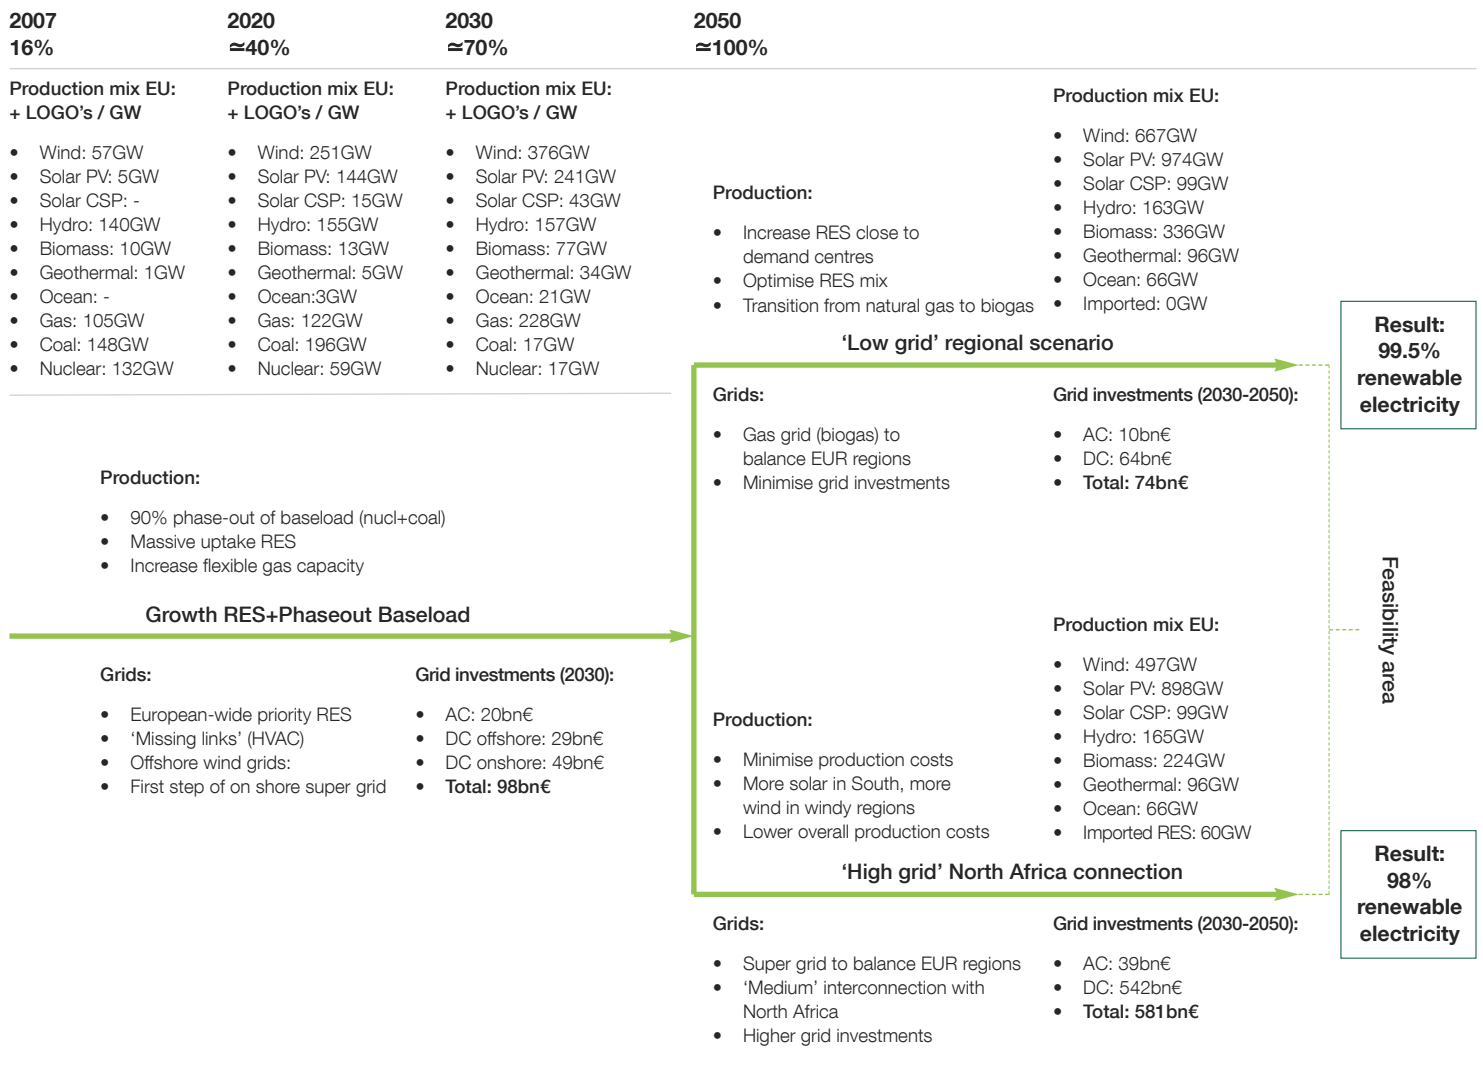 2007
16%
2020
≃40%
2030
≃70%
2050
≃100%
Production mix EU:
+ LOGO's / GW
• Wind: 57GW
• Solar PV: 5GW
• Solar CSP: -
• Hydro: 140GW
• Biomass: 10GW
• Geothermal: 1GW
• Ocean: -
• Gas: 105GW
• Coal: 148GW
• Nuclear: 132GW
Production mix EU:
+ LOGO's / GW
• Wind: 251GW
• Solar PV: 144GW
• Solar CSP: 15GW
• Hydro: 155GW
• Biomass: 13GW
• Geothermal: 5GW
• Ocean:3GW
• Gas: 122GW
• Coal: 196GW
• Nuclear: 59GW
Production mix EU:
+ LOGO's / GW
• Wind: 376GW
• Solar PV: 241GW
• Solar CSP: 43GW
• Hydro: 157GW
• Biomass: 77GW
• Geothermal: 34GW
• Ocean: 21GW
• Gas: 228GW
• Coal: 17GW
• Nuclear: 17GW
Production:
• 90% phase-out of baseload (nucl+coal)
• Massive uptake RES
• Increase flexible gas capacity
Growth RES+Phaseout Baseload
Grids:
• European-wide priority RES
• 'Missing links' (HVAC)
• Offshore wind grids:
• First step of on shore super grid
Grid investments (2030):
• AC: 20bn€
• DC offshore: 29bn€
• DC onshore: 49bn€
• Total: 98bn€
Production:
• Increase RES close to
demand centres
• Optimise RES mix
• Transition from natural gas to biogas
Production mix EU:
• Wind: 667GW
• Solar PV: 974GW
• Solar CSP: 99GW
• Hydro: 163GW
• Biomass: 336GW
• Geothermal: 96GW
• Ocean: 66GW
• Imported: 0GW
'Low grid' regional scenario
Grids:
• Gas grid (biogas) to
balance EUR regions
• Minimise grid investments
Grid investments (2030-2050):
• AC: 10bn€
• DC: 64bn€
• Total: 74bn€
Result:
99.5%
renewable
electricity
Feasibility area
Production:
• Minimise production costs
• More solar in South, more
wind in windy regions
• Lower overall production costs
Production mix EU:
• Wind: 497GW
• Solar PV: 898GW
• Solar CSP: 99GW
• Hydro: 165GW
• Biomass: 224GW
• Geothermal: 96GW
• Ocean: 66GW
• Imported RES: 60GW
'High grid' North Africa connection
Grids:
• Super grid to balance EUR regions
• 'Medium' interconnection with
North Africa
• Higher grid investments
Grid investments (2030-2050):
• AC: 39bn€
• DC: 542bn€
• Total: 581bn€
Result:
98%
renewable
electricity